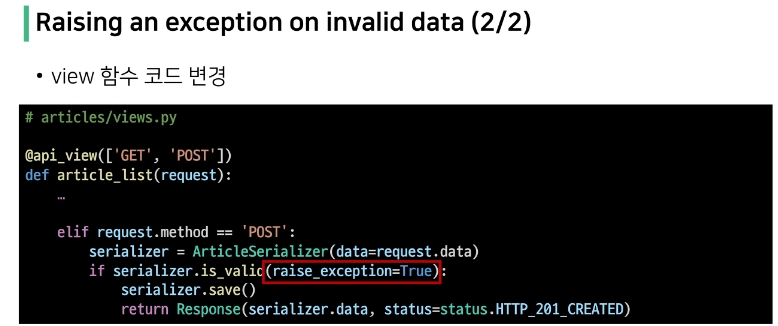 Raising an exception on invalid data (2/2)
• view 함수 코드 변경
# articles/views.py
@api_view(['GET', 'POST'])
def article_list(request):
…
elif request.method == 'POST':
serializer = ArticleSerializer(data=request.data)
if serializer.is_valid(raise_exception=True):
serializer.save()
return Response(serializer.data, status=status.HTTP_201_CREATED)